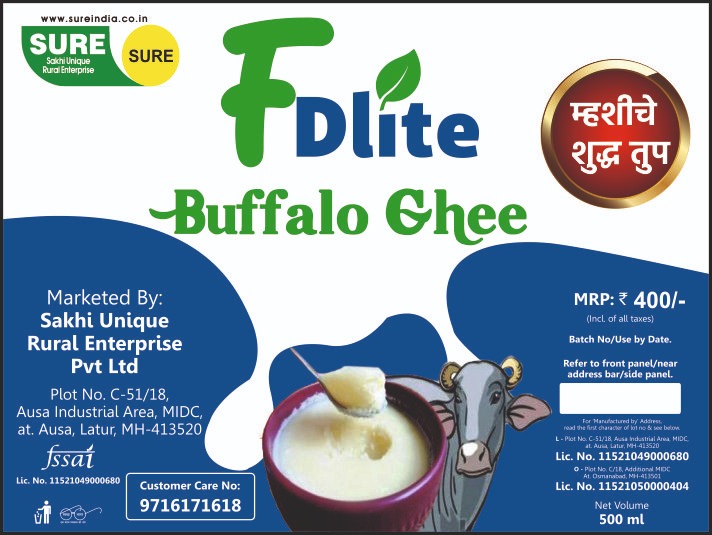 www.sureindia.co.in
SURE
Sakhi Unique
Rural Enterprise
SURE
F Dlite
Buffalo Ghee
म्हशीचे
शुद्ध तुप
Marketed By:
Sakhi Unique
Rural Enterprise
Pvt Ltd
Plot No. C-51/18,
Ausa Industrial Area, MIDC,
at. Ausa, Latur, MH-413520
fssai
Lic. No. 11521049000680
Customer Care No:
9716171618
MRP: ₹ 400/-
(Incl. of all taxes)
Batch No/Use by Date.
Refer to front panel/near
address bar/side panel.
For 'Manufactured by' Address,
read the first character of lot no & see below.
L - Plot No. C-51/18, Ausa Industrial Area, MIDC,
at. Ausa, Latur, MH-413520
Lic. No. 11521049000680
O - Plot No. C/18, Additional MIDC
At. Osmanabad, MH-413501
Lic. No. 11521050000404
Net Volume
500 ml